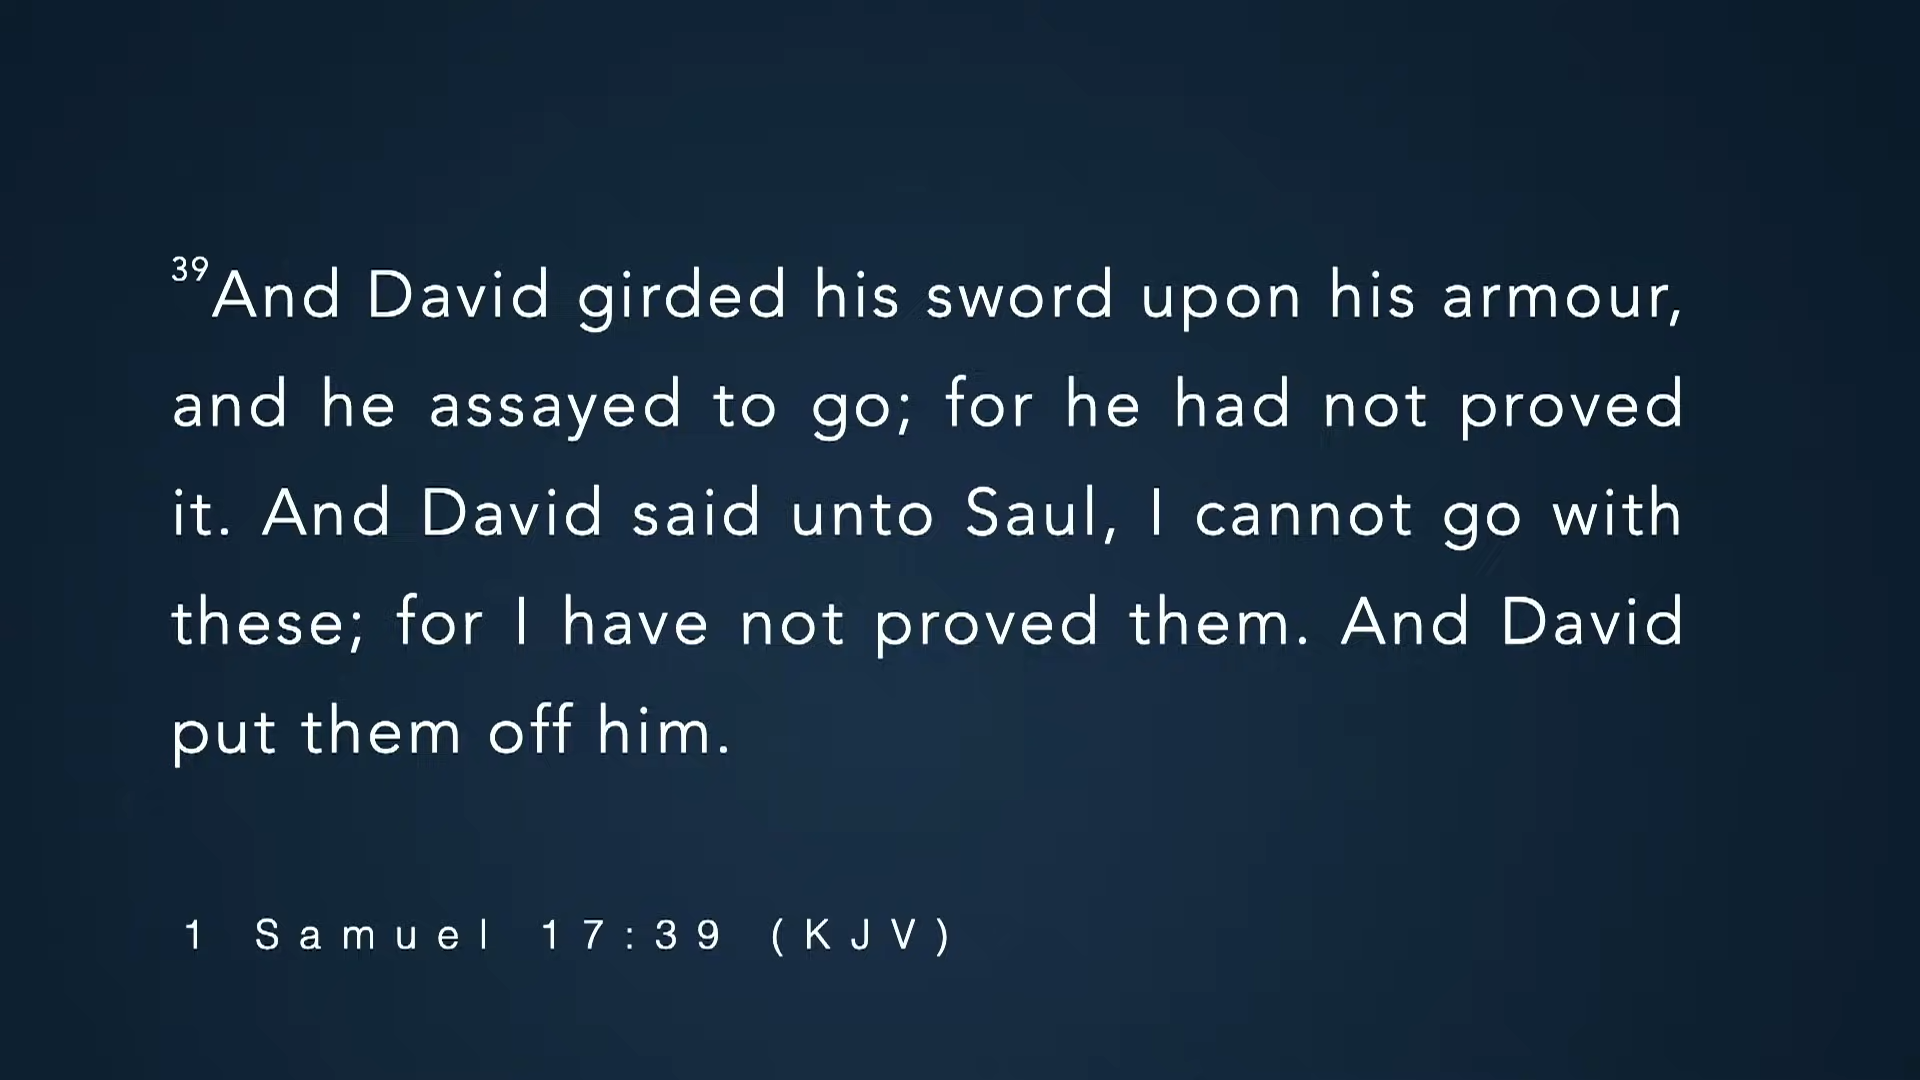 39And David girded his sword upon his armour,
and he assayed to go; for he had not proved
it. And David said unto Saul, I cannot go with
these; for I have not proved them. And David
put them off him.
1 Samuel 17:39 (KJV)